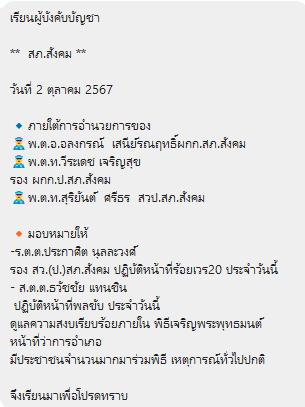 เรียนผู้บังคับบัญชา
** สภ.สังคม **
วันที่ 2 ตุลาคม 2567
🔹ภายใต้การอำนวยการของ
👮พ.ต.อ.อลงกรณ์ เสนีย์รณฤทธิ์ผกก.สภ.สังคม
👮พ.ต.ท.วีระเดช เจริญสุข
รอง ผกก.ป.สภ.สังคม
👮พ.ต.ท.สุริยันต์ ศรีธร สวป.สภ.สังคม
🔸มอบหมายให้
-ร.ต.ต.ประกาศิต นุลละวงศ์
รอง สว.(ป.)สภ.สังคม ปฏิบัติหน้าที่ร้อยเวร20 ประจำวันนี้
- ส.ต.ต.ธวัชชัย แทนชื่น
ปฏิบัติหน้าที่พลขับ ประจำวันนี้
ดูแลความสงบเรียบร้อยภายใน พิธีเจริญพระพุทธมนต์
หน้าที่ว่าการอำเภอ
มีประชาชนจำนวนมากมาร่วมพิธี เหตุการณ์ทั่วไปปกติ
จึงเรียนมาเพื่อโปรดทราบ